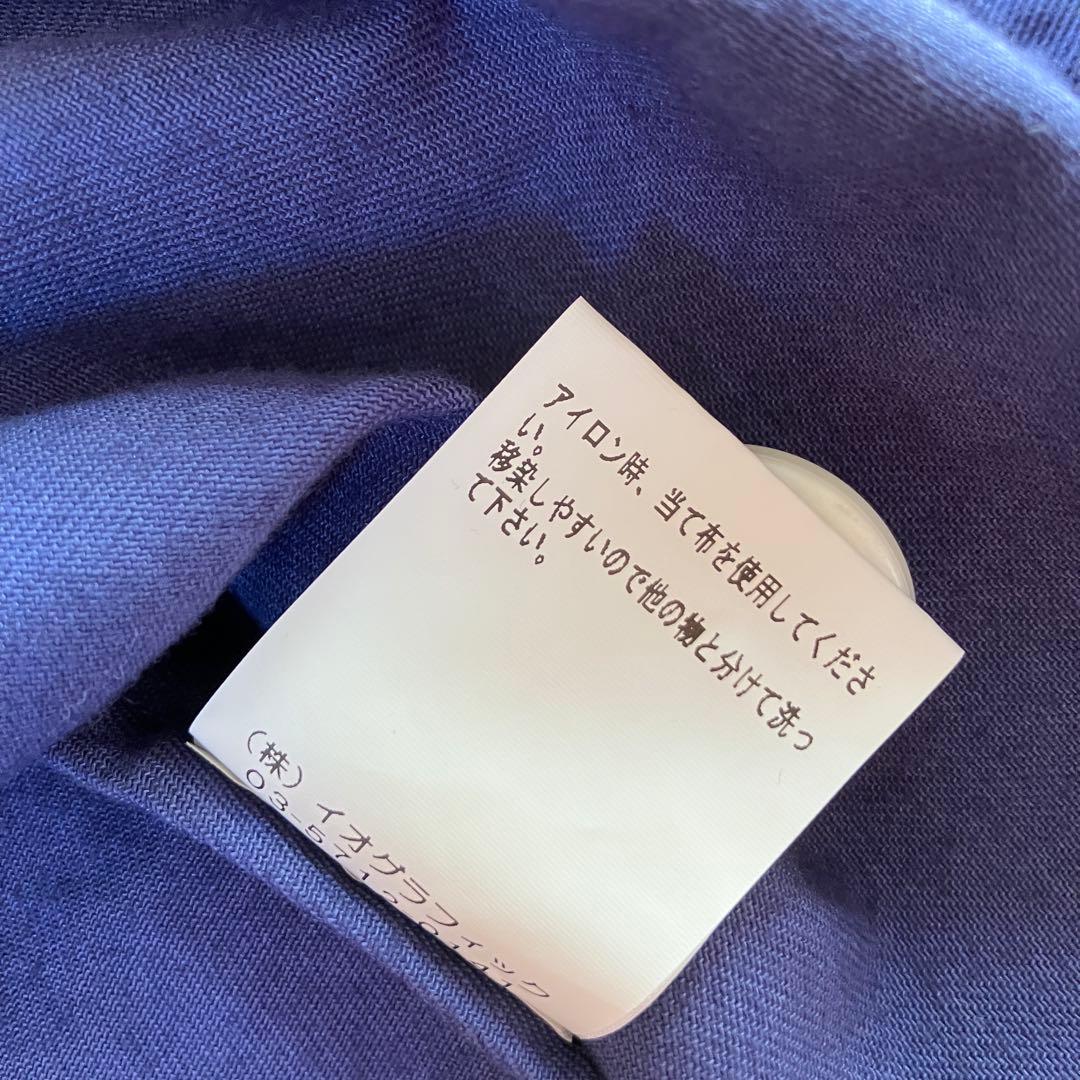 アイロン時、当て布を使用してくださ
い。
移染しやすいので他の物と分けて洗っ
て下さい。
(株)イオグラフィック